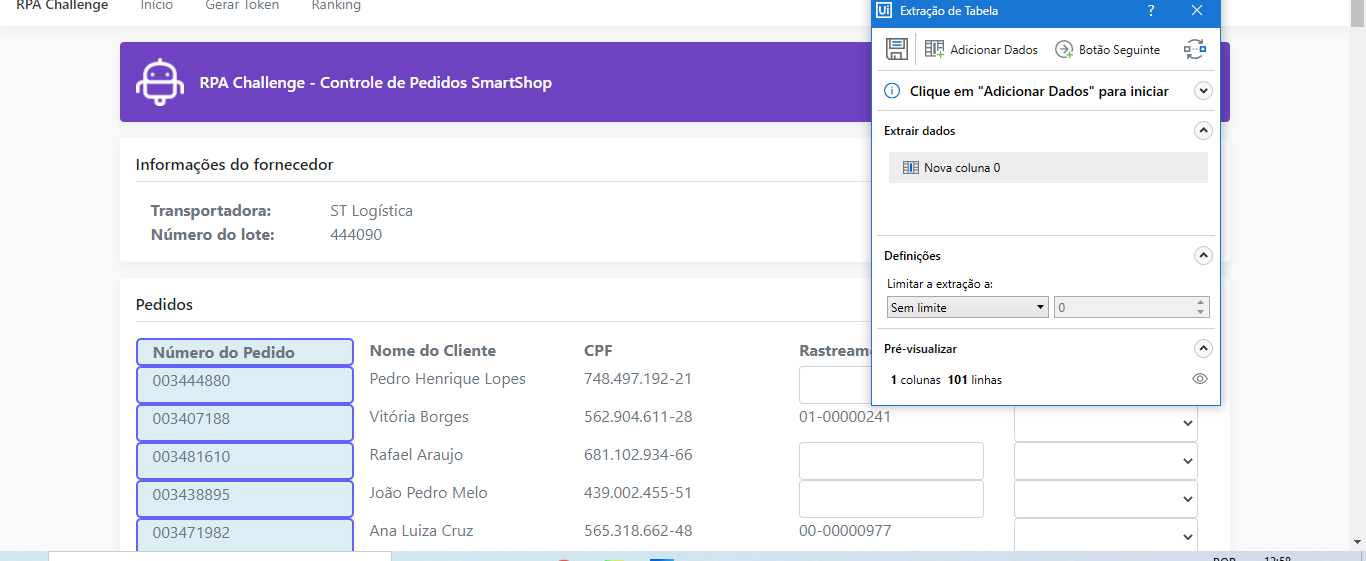 RPA Challenge Início Gerar Token Ranking
RPA Challenge - Controle de Pedidos SmartShop
Informações do fornecedor
Transportadora: ST Logística
Número do lote: 444090
Pedidos
Número do Pedido Nome do Cliente CPF Rastream
003444880 Pedro Henrique Lopes 748.497.192-21
003407188 Vitória Borges 562.904.611-28 01-00000241
003481610 Rafael Araujo 681.102.934-66
003438895 João Pedro Melo 439.002.455-51
003471982 Ana Luiza Cruz 565.318.662-48 00-00000977
Ui Extração de Tabela ?
Adicionar Dados Botão Seguinte
Clique em "Adicionar Dados" para iniciar
Extrair dados
Nova coluna 0
Definições
Limitar a extração a:
Sem limite 0
Pré-visualizar
1 colunas 101 linhas